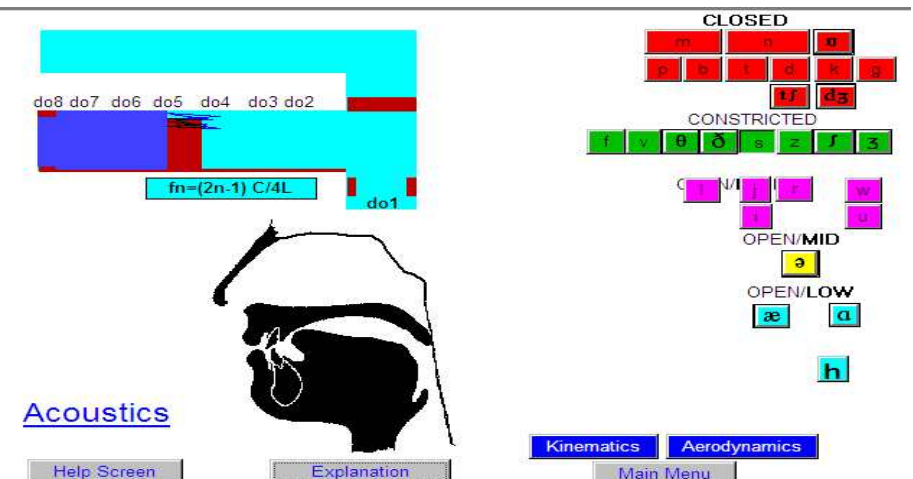 CLOSED
m n ŋ
p b t d k g
tʃ dʒ
do8 do7 do6 do5 do4 do3 do2
CONSTRICTED
f v θ ð s z ʃ ʒ
fn=(2n-1) C/4L
do1
l j r w
i u
OPEN/MID
ə
OPEN/LOW
æ ɑ
h
Acoustics
Kinematics Aerodynamics
Help Screen Explanation Main Menu